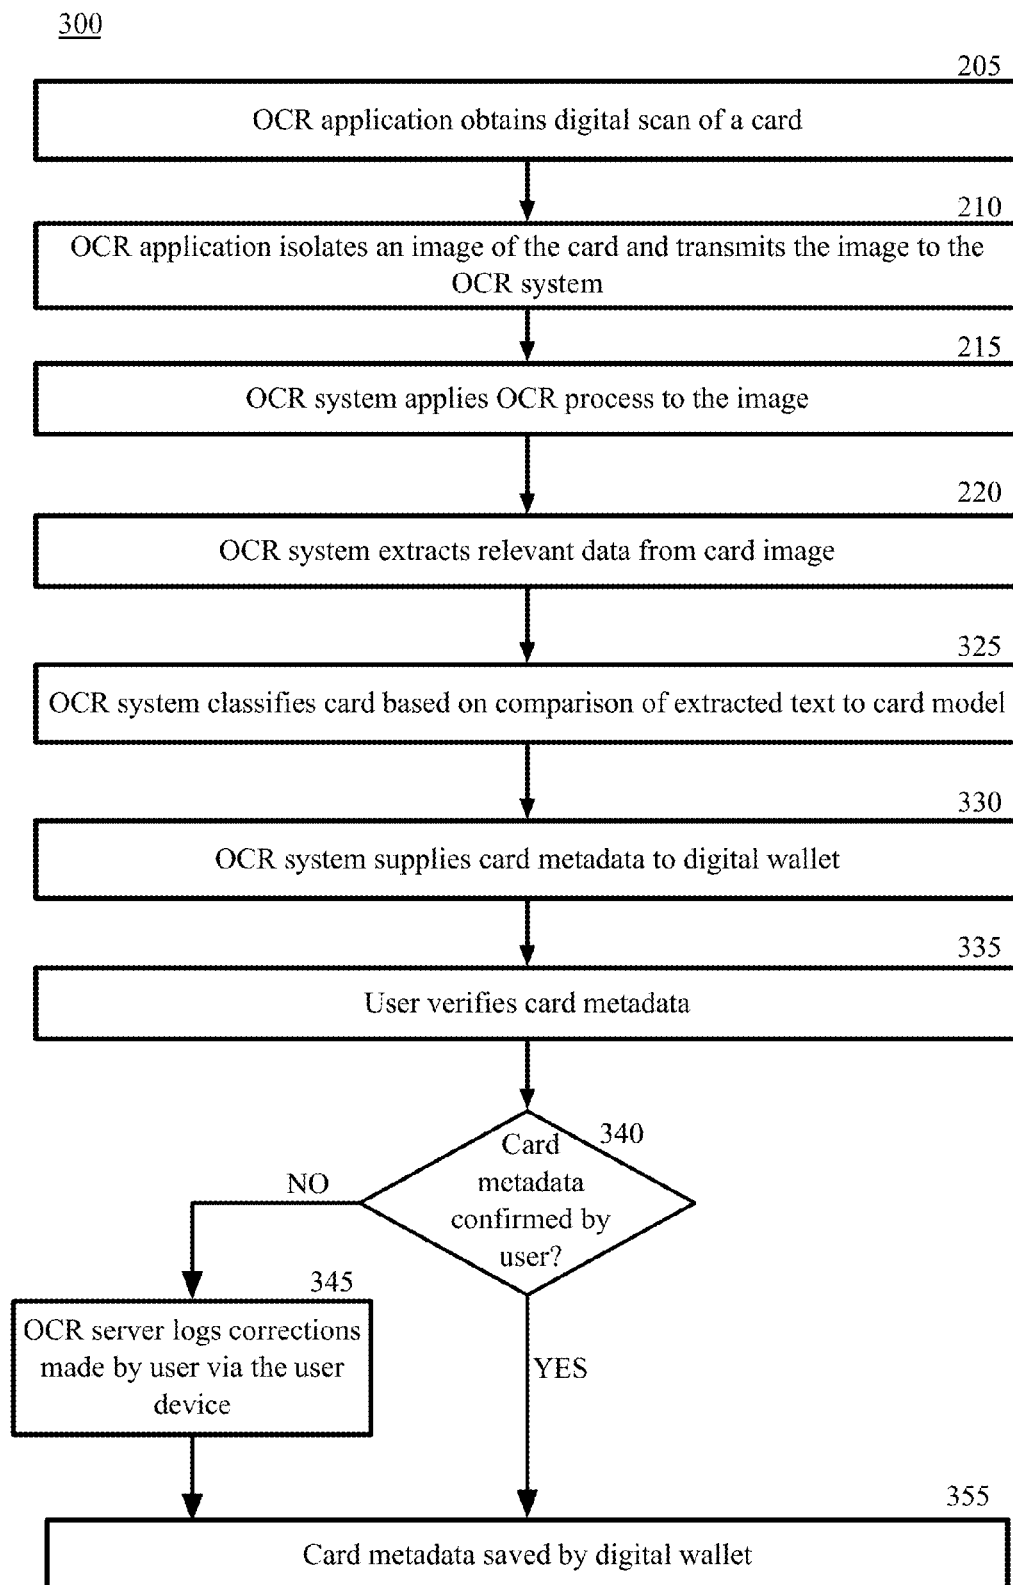 300
205
OCR application obtains digital scan of a card
210
OCR application isolates an image of the card and transmits the image to the
OCR system
215
OCR system applies OCR process to the image
220
OCR system extracts relevant data from card image
325
OCR system classifies card based on comparison of extracted text to card model
330
OCR system supplies card metadata to digital wallet
335
User verifies card metadata
340
Card
metadata
confirmed by
user?
NO
345
OCR server logs corrections
made by user via the user
device
YES
355
Card metadata saved by digital wallet